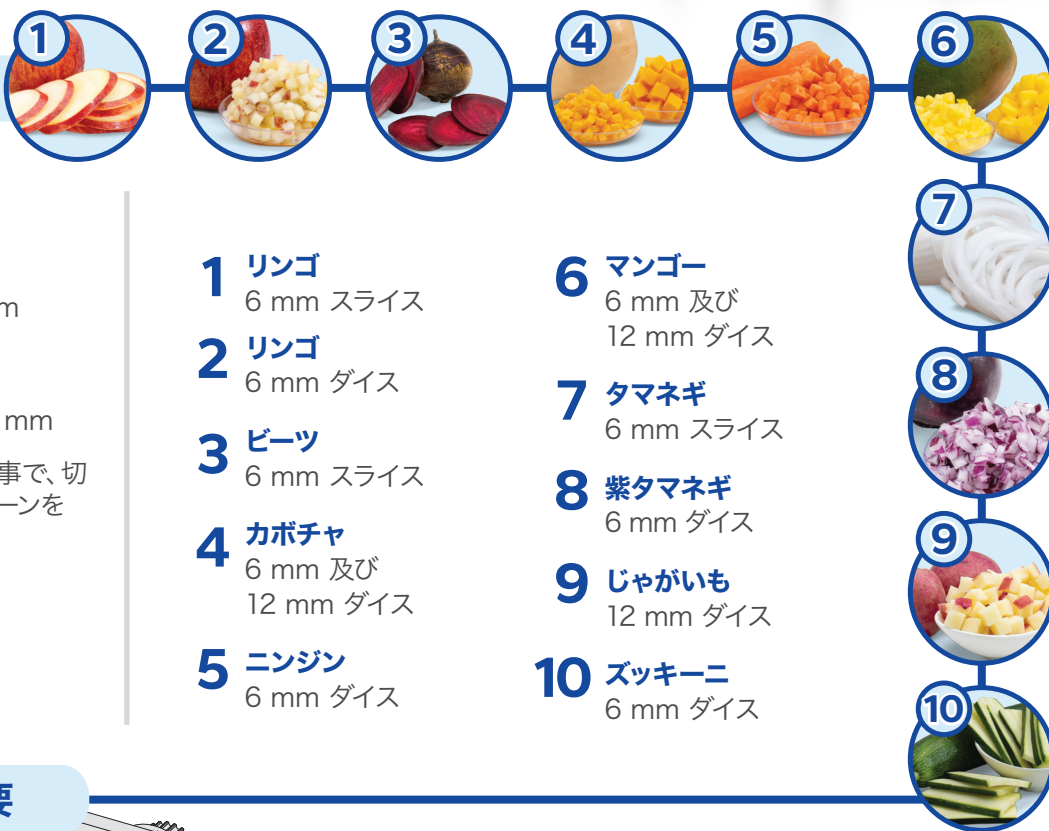 1
2
3
4
5
6
7
8
9
10
m
mm
事で、切
ーンを
1 リンゴ
6 mm スライス
2 リンゴ
6 mm ダイス
3 ビーツ
6 mm スライス
4 カボチャ
6 mm 及び
12 mm ダイス
5 ニンジン
6 mm ダイス
6 マンゴー
6 mm 及び
12 mm ダイス
7 タマネギ
6 mm スライス
8 紫タマネギ
6 mm ダイス
9 じゃがいも
12 mm ダイス
10 ズッキーニ
6 mm ダイス
要